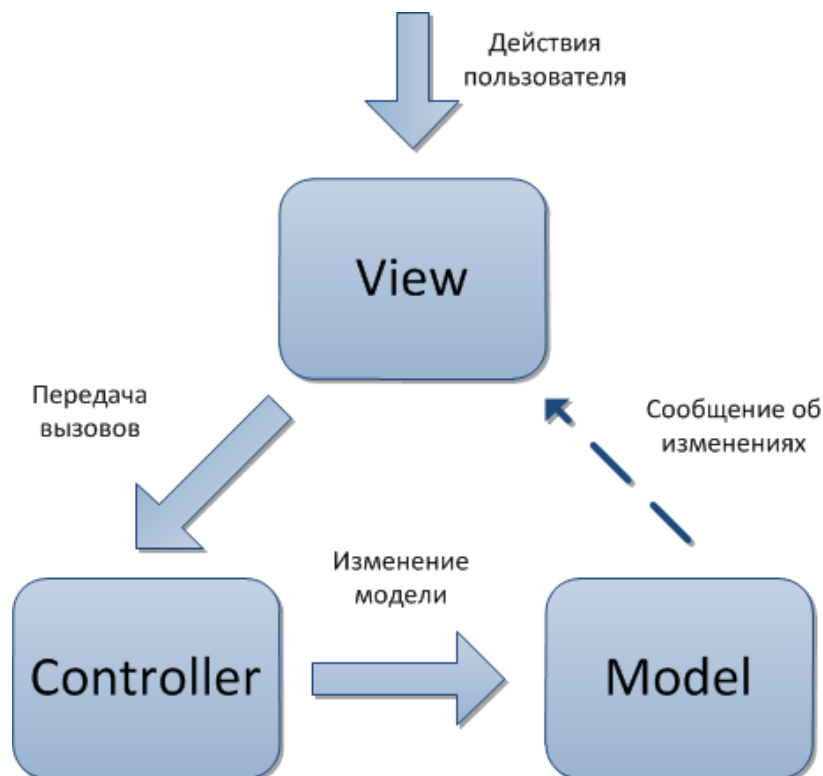 Действия
пользователя
View
Передача
вызовов
Сообщение об
изменениях
Изменение
модели
Controller
Model